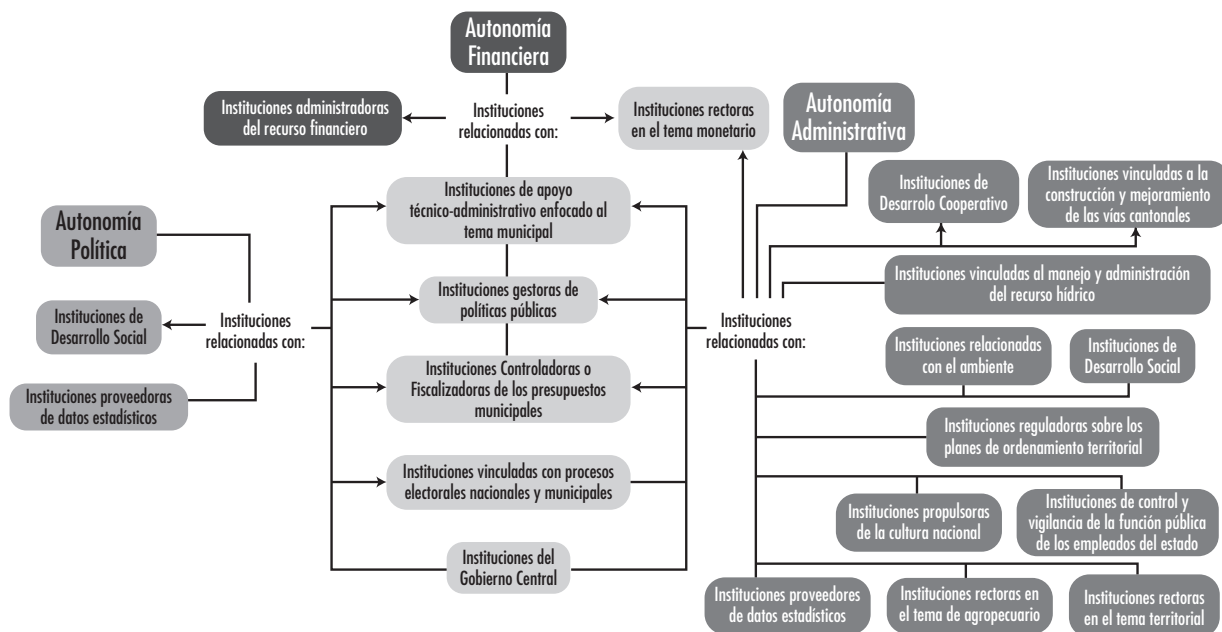 Autonomía
Financiera
Instituciones administradoras
del recurso financiero
Instituciones
relacionadas con:
Instituciones rectoras
en el tema monetario
Autonomía
Administrativa
Instituciones de
Desarrolo Cooperativo
Instituciones vinculadas a la
construcción y mejoramiento
de las vías cantonales
Instituciones de apoyo
técnico-administrativo enfocado al
tema municipal
Autonomía
Política
Instituciones vinculadas al manejo y administración
del recurso hídrico
Instituciones gestoras de
políticas públicas
Instituciones de
Desarrollo Social
Instituciones
relacionadas con:
Instituciones
relacionadas con:
Instituciones relacionadas
con el ambiente
Instituciones de
Desarrollo Social
Instituciones Controladoras o
Fiscalizadoras de los presupuestos
municipales
Instituciones proveedoras
de datos estadísticos
Instituciones reguladoras sobre los
planes de ordenamiento territorial
Instituciones vinculadas con procesos
electorales nacionales y municipales
Instituciones propulsoras
de la cultura nacional
Instituciones de control y
vigilancia de la función pública
de los empleados del estado
Instituciones del
Gobierno Central
Instituciones proveedores
de datos estadísticos
Instituciones rectoras en
el tema de agropecuario
Instituciones rectoras
en el tema territorial